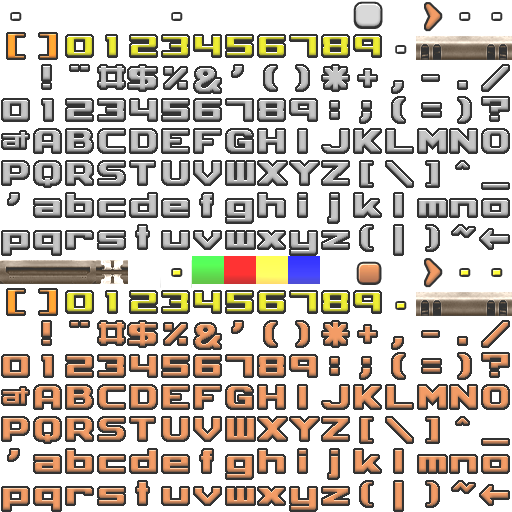 [ ] 0 1 2 3 4 5 6 7 8 9 -
! " # $ % & ' ( ) * + , - . /
0 1 2 3 4 5 6 7 8 9 : ; ( = ) ?
at A B C D E F G H I J K L M N O
P Q R S T U V W X Y Z [ \ ] ^ _
' a b c d e f g h i j k l m n o
p q r s t u v w x y z ( | ) ~ ←
[ ] 0 1 2 3 4 5 6 7 8 9 -
! " # $ % & ' ( ) * + , - . /
0 1 2 3 4 5 6 7 8 9 : ; ( = ) ?
at A B C D E F G H I J K L M N O
P Q R S T U V W X Y Z [ \ ] ^ _
' a b c d e f g h i j k l m n o
p q r s t u v w x y z ( | ) ~ ←